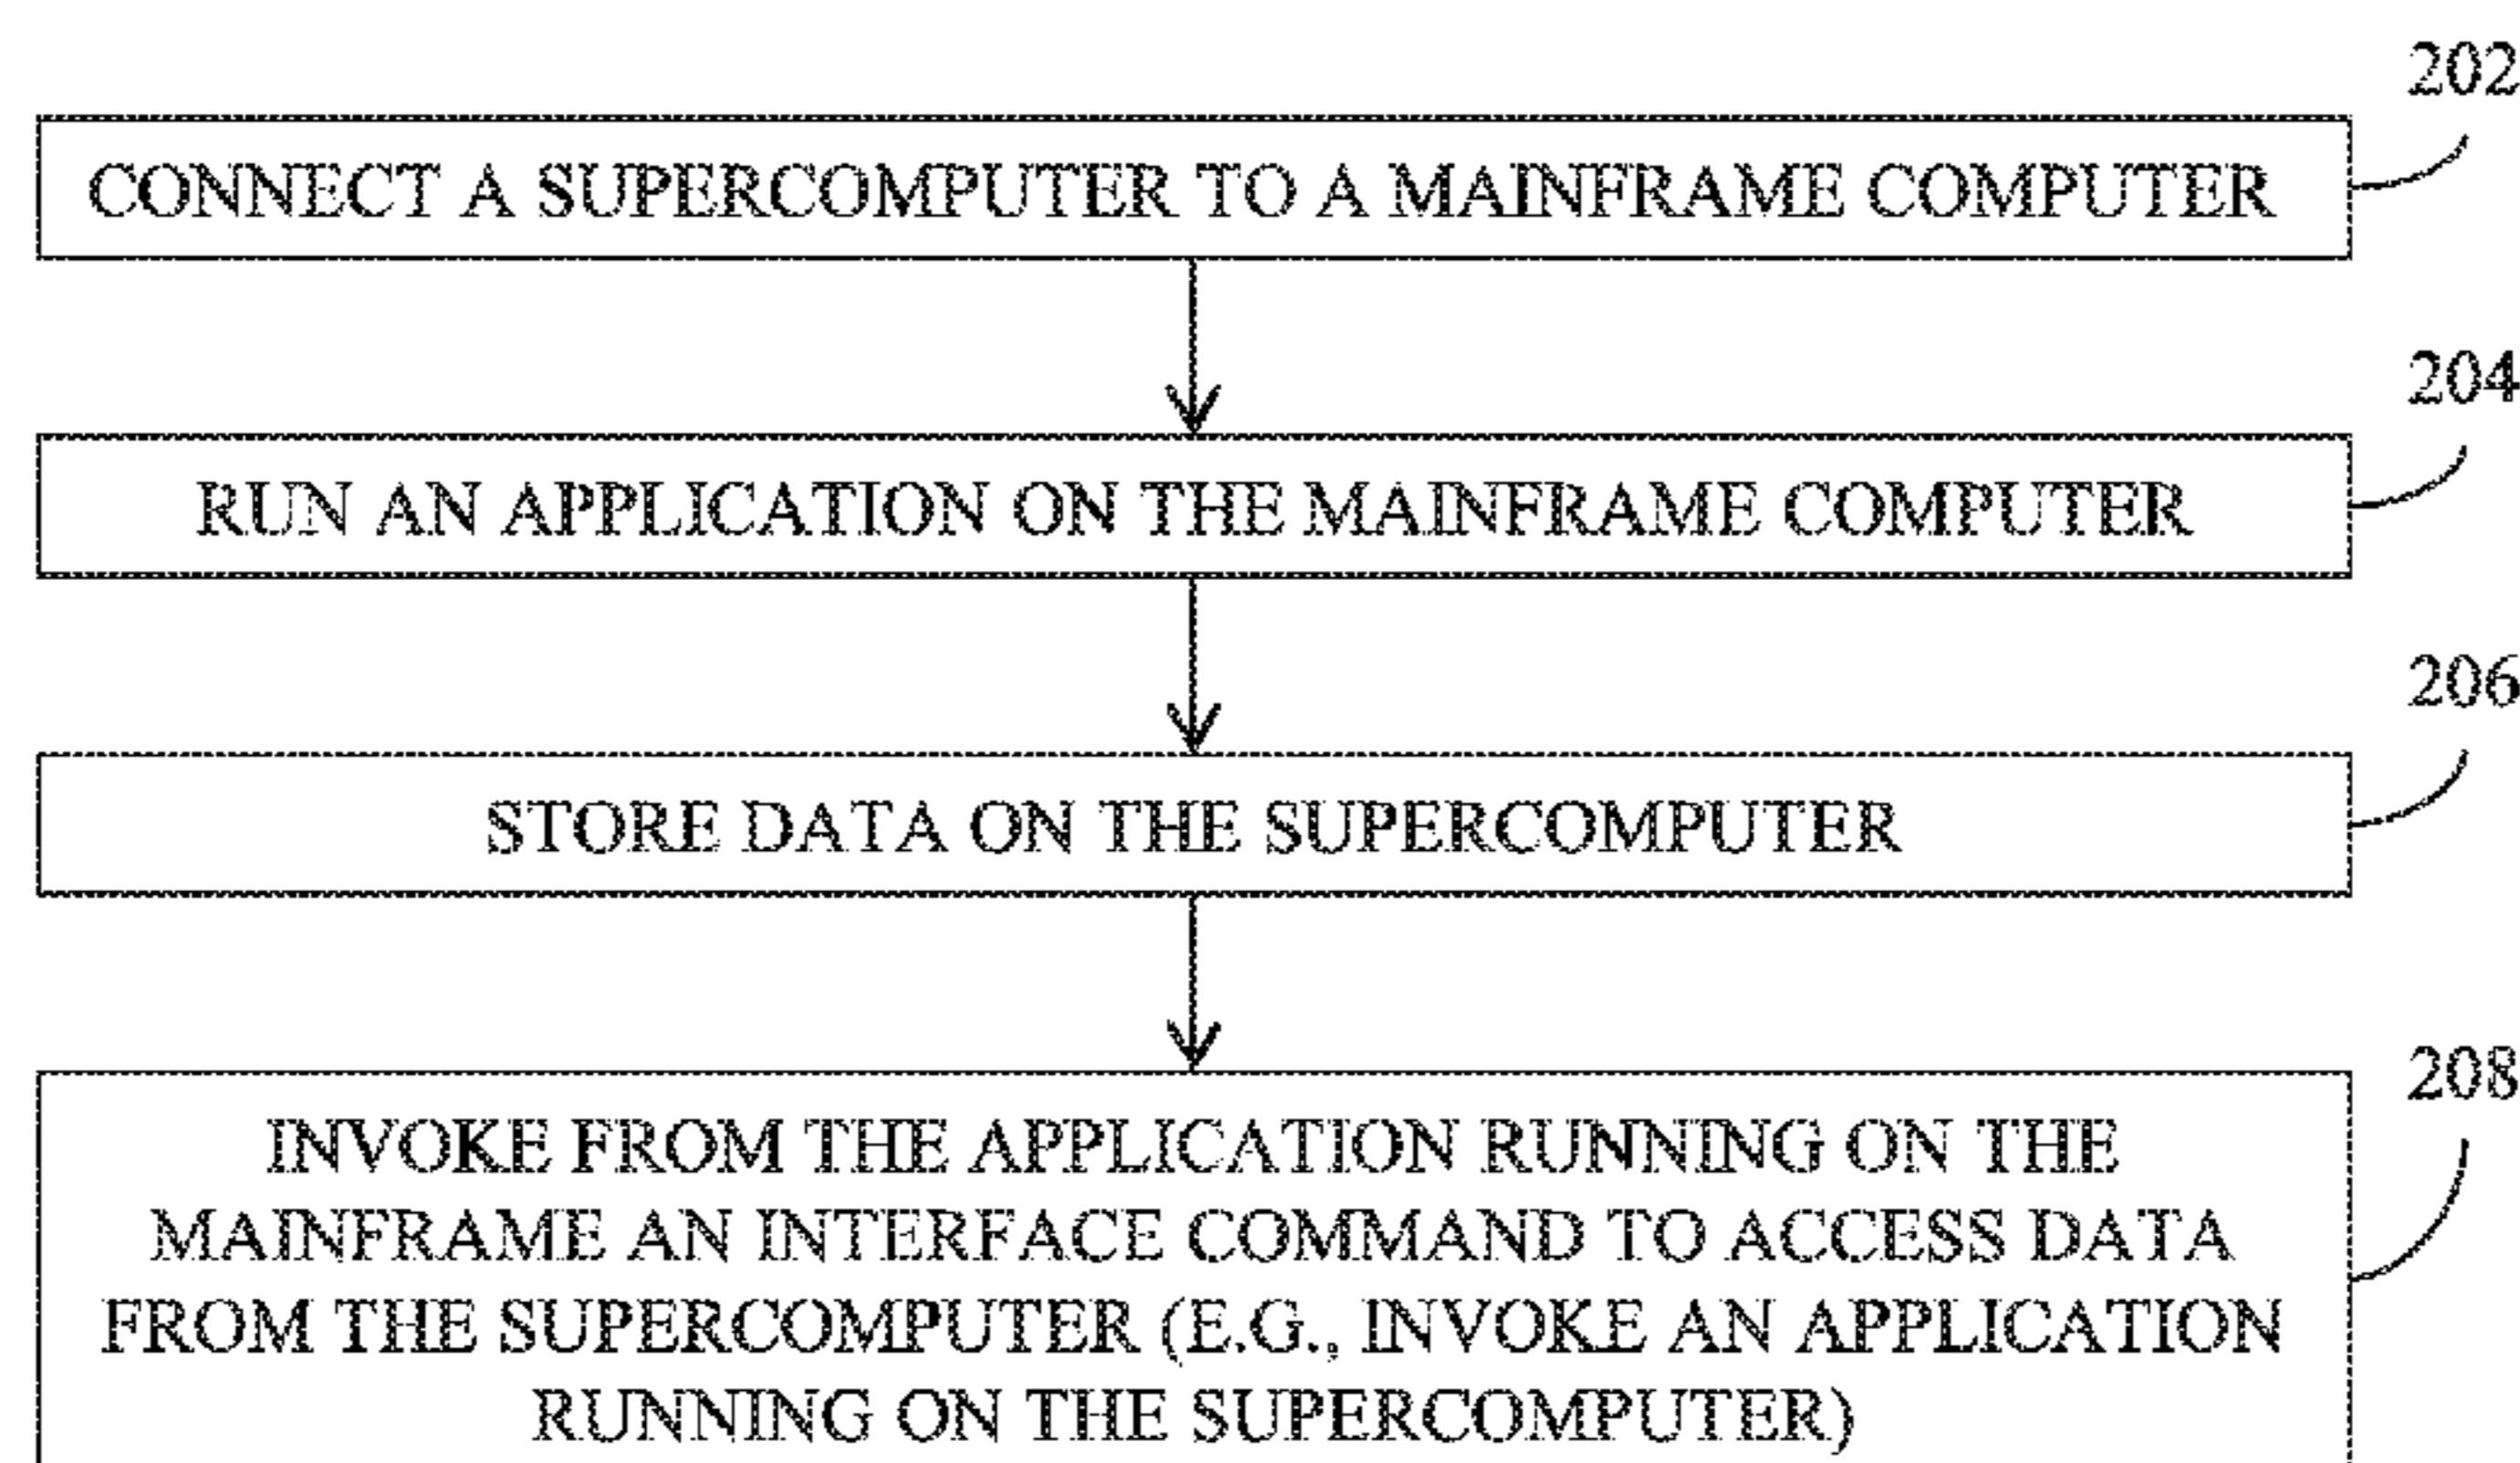 202
CONNECT A SUPERCOMPUTER TO A MAINFRAME COMPUTER
204
RUN AN APPLICATION ON THE MAINFRAME COMPUTER
206
STORE DATA ON THE SUPERCOMPUTER
208
INVOKE FROM THE APPLICATION RUNNING ON THE
MAINFRAME AN INTERFACE COMMAND TO ACCESS DATA
FROM THE SUPERCOMPUTER (E.G., INVOKE AN APPLICATION
RUNNING ON THE SUPERCOMPUTER)